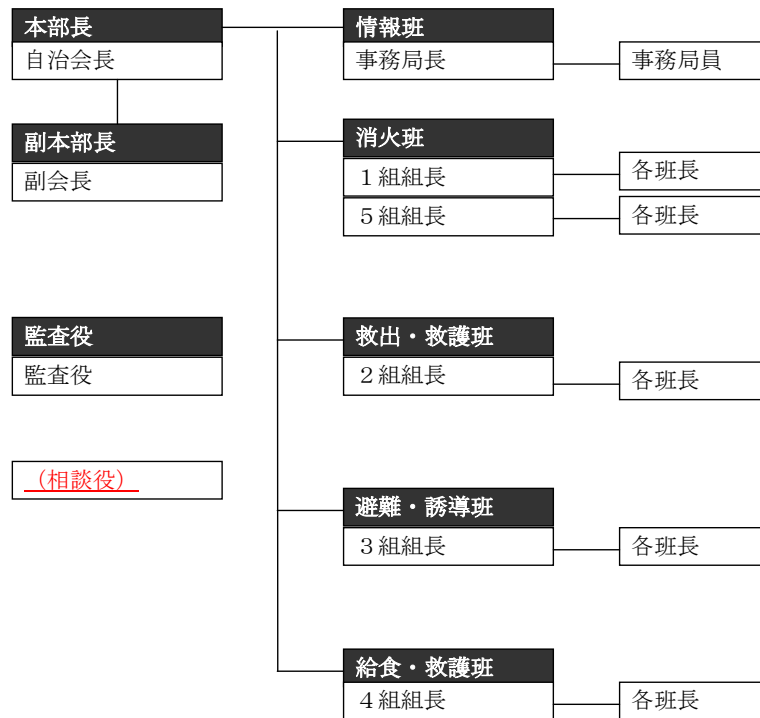 本部長
自治会長
副本部長
副会長
監査役
監査役
（相談役）
情報班
事務局長
事務局員
消火班
１組組長
各班長
５組組長
各班長
救出・救護班
２組組長
各班長
避難・誘導班
３組組長
各班長
給食・救護班
４組組長
各班長